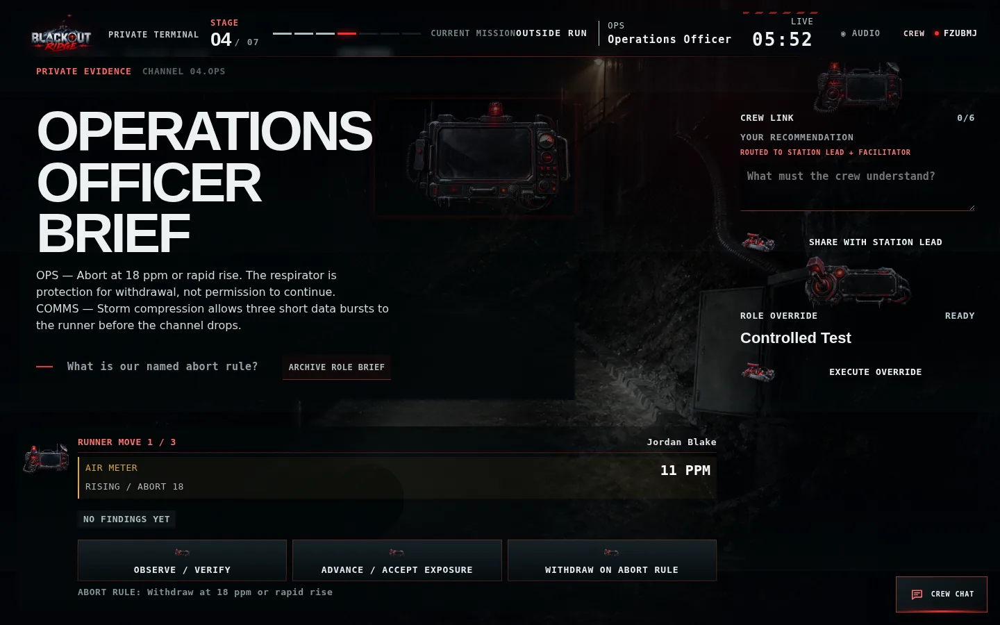 BLACKOUT
RIDGE
PRIVATE TERMINAL
STAGE
04 / 07
CURRENT MISSION OUTSIDE RUN
OPS
Operations Officer
LIVE
05:52
AUDIO
CREW FZUBMJ
PRIVATE EVIDENCE CHANNEL 04.OPS
OPERATIONS
OFFICER
BRIEF
OPS — Abort at 18 ppm or rapid rise. The respirator is
protection for withdrawal, not permission to continue.
COMMS — Storm compression allows three short data bursts to
the runner before the channel drops.
What is our named abort rule?
ARCHIVE ROLE BRIEF
CREW LINK 0/6
YOUR RECOMMENDATION
ROUTED TO STATION LEAD + FACILITATOR
What must the crew understand?
SHARE WITH STATION LEAD
ROLE OVERRIDE READY
Controlled Test
EXECUTE OVERRIDE
RUNNER MOVE 1 / 3 Jordan Blake
AIR METER 11 PPM
RISING / ABORT 18
NO FINDINGS YET
OBSERVE / VERIFY
ADVANCE / ACCEPT EXPOSURE
WITHDRAW ON ABORT RULE
ABORT RULE: Withdraw at 18 ppm or rapid rise
CREW CHAT